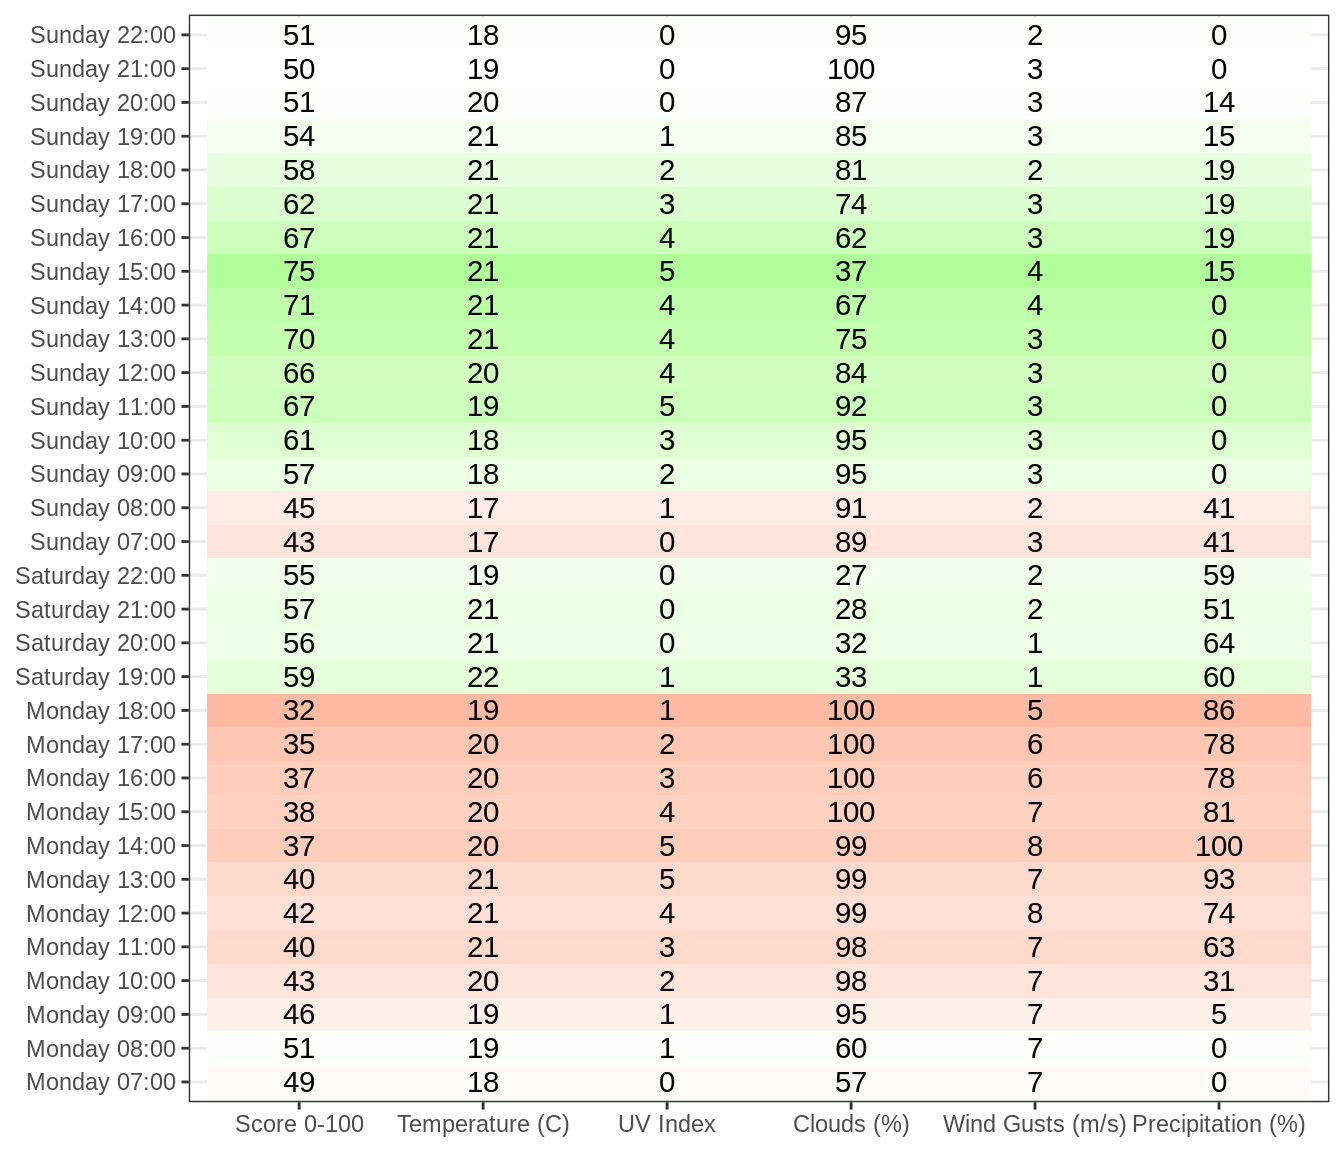 Sunday 22:00 51 18 0 95 2 0
Sunday 21:00 50 19 0 100 3 0
Sunday 20:00 51 20 0 87 3 14
Sunday 19:00 54 21 1 85 3 15
Sunday 18:00 58 21 2 81 2 19
Sunday 17:00 62 21 3 74 3 19
Sunday 16:00 67 21 4 62 3 19
Sunday 15:00 75 21 5 37 4 15
Sunday 14:00 71 21 4 67 4 0
Sunday 13:00 70 21 4 75 3 0
Sunday 12:00 66 20 4 84 3 0
Sunday 11:00 67 19 5 92 3 0
Sunday 10:00 61 18 3 95 3 0
Sunday 09:00 57 18 2 95 3 0
Sunday 08:00 45 17 1 91 2 41
Sunday 07:00 43 17 0 89 3 41
Saturday 22:00 55 19 0 27 2 59
Saturday 21:00 57 21 0 28 2 51
Saturday 20:00 56 21 0 32 1 64
Saturday 19:00 59 22 1 33 1 60
Monday 18:00 32 19 1 100 5 86
Monday 17:00 35 20 2 100 6 78
Monday 16:00 37 20 3 100 6 78
Monday 15:00 38 20 4 100 7 81
Monday 14:00 37 20 5 99 8 100
Monday 13:00 40 21 5 99 7 93
Monday 12:00 42 21 4 99 8 74
Monday 11:00 40 21 3 98 7 63
Monday 10:00 43 20 2 98 7 31
Monday 09:00 46 19 1 95 7 5
Monday 08:00 51 19 1 60 7 0
Monday 07:00 49 18 0 57 7 0
Score 0-100 Temperature (C) UV Index Clouds (%) Wind Gusts (m/s) Precipitation (%)